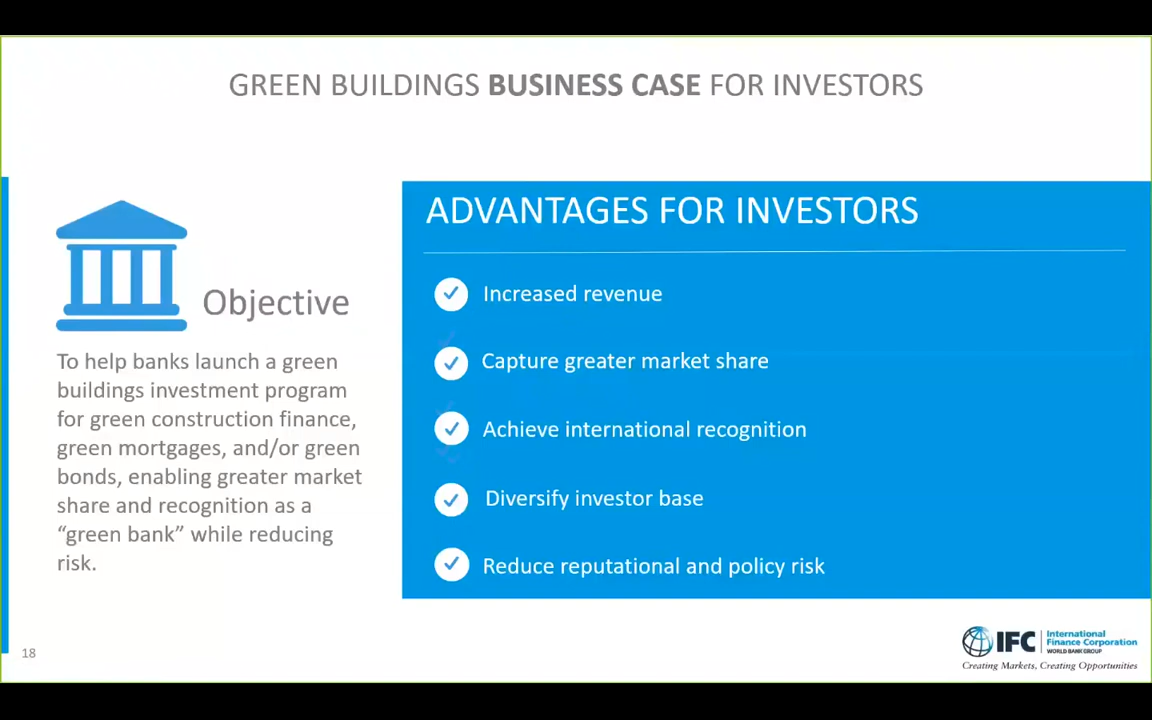 GREEN BUILDINGS BUSINESS CASE FOR INVESTORS
Objective
To help banks launch a green
buildings investment program
for green construction finance,
green mortgages, and/or green
bonds, enabling greater market
share and recognition as a
“green bank” while reducing
risk.
ADVANTAGES FOR INVESTORS
Increased revenue
Capture greater market share
Achieve international recognition
Diversify investor base
Reduce reputational and policy risk
18
IFC
International
Finance Corporation
WORLD BANK GROUP
Creating Markets, Creating Opportunities